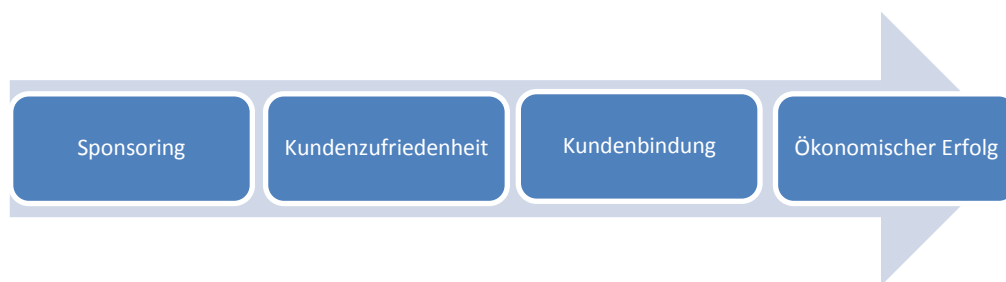 Sponsoring
Kundenzufriedenheit
Kundenbindung
Ökonomischer Erfolg